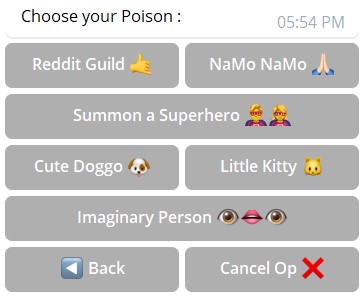 Choose your Poison :
05:54 PM
Reddit Guild 🤙
NaMo NaMo 🙏🏻
Summon a Superhero 🦸‍♂️🦸‍♀️
Cute Doggo 🐶
Little Kitty 🐱
Imaginary Person 👁👄👁
◀️ Back
Cancel Op ❌